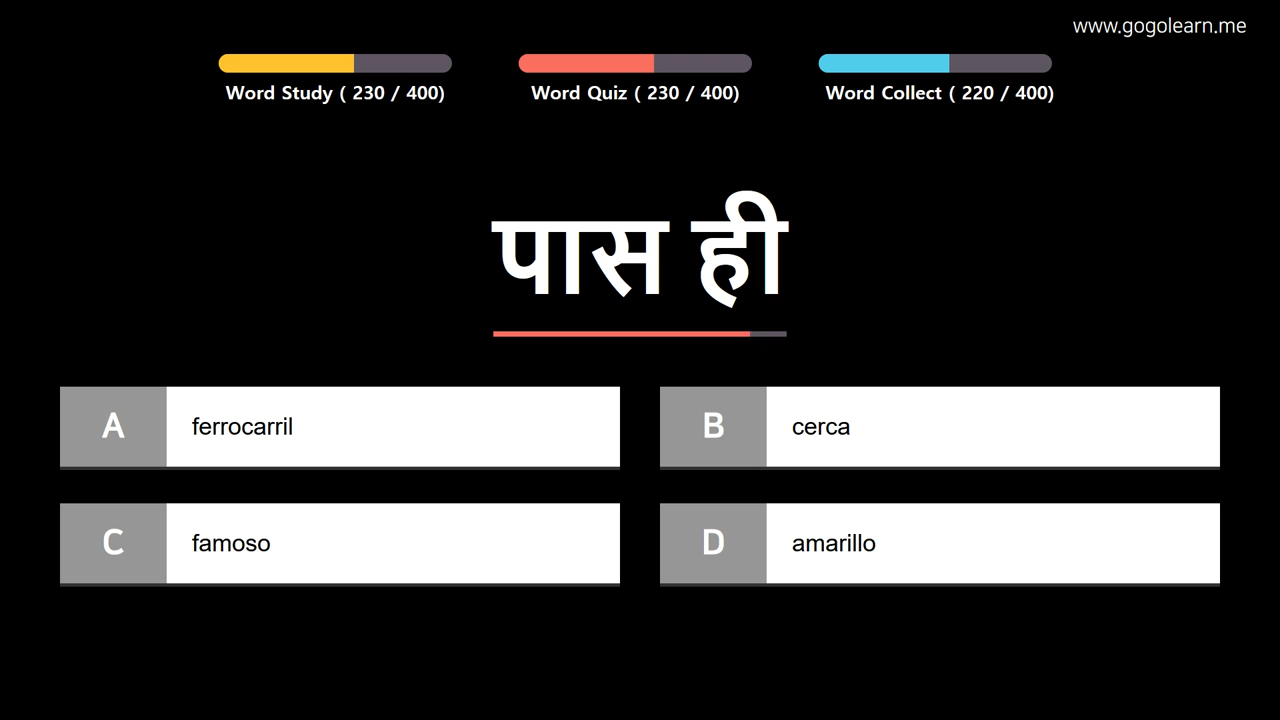 www.gogolearn.me
Word Study ( 230 / 400)
Word Quiz ( 230 / 400)
Word Collect ( 220 / 400)
पास ही
A ferrocarril
B cerca
C famoso
D amarillo